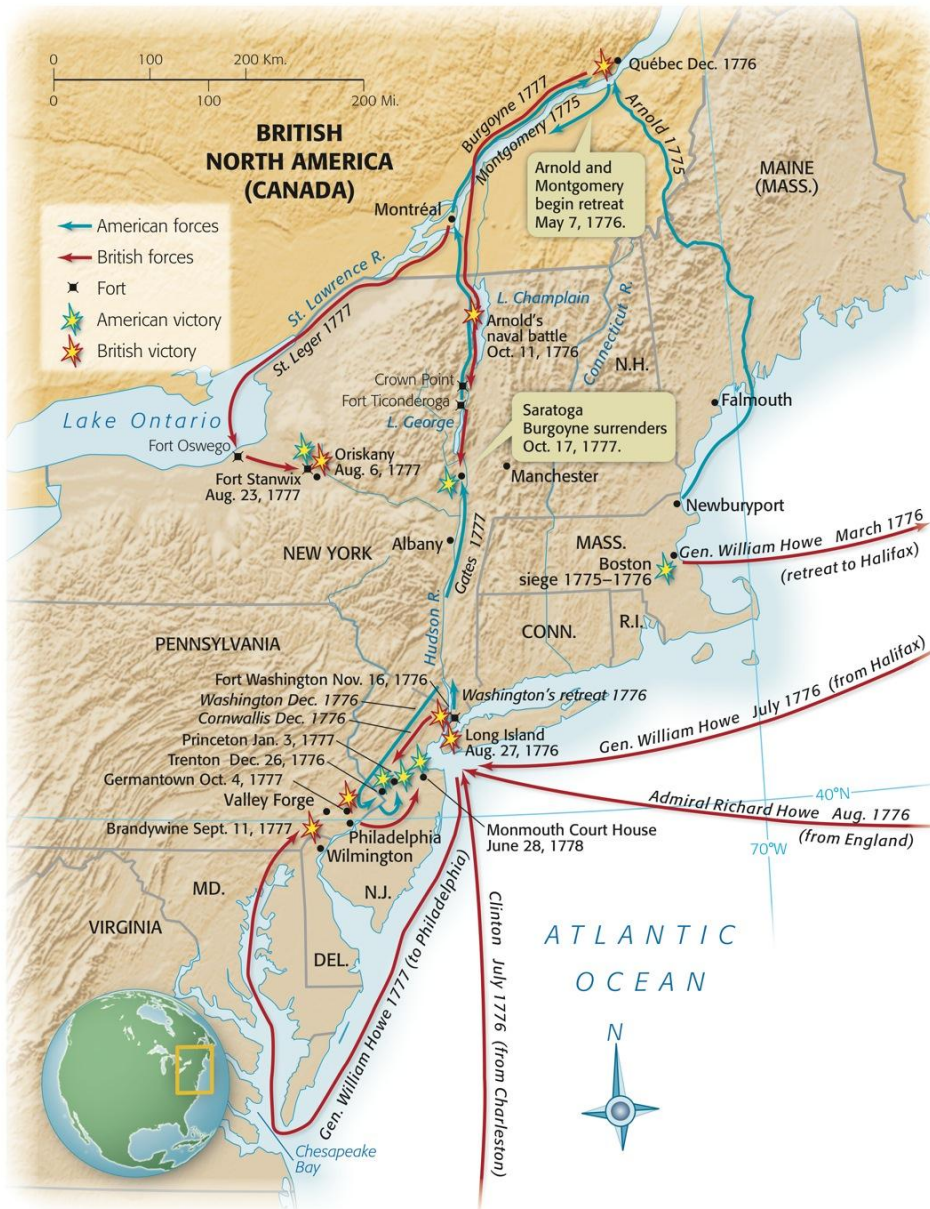 0 100 200 Km.
0 100 200 Mi.
BRITISH
NORTH AMERICA
(CANADA)
American forces
British forces
Fort
American victory
British victory
Québec Dec. 1776
Burgoyne 1777
Montgomery 1775
Arnold 1775
MAINE
(MASS.)
Arnold and
Montgomery
begin retreat
May 7, 1776.
Montréal
St. Lawrence R.
St. Leger 1777
L. Champlain
Connecticut R.
Arnold's
naval battle
Oct. 11, 1776
N.H.
Crown Point
Fort Ticonderoga
L. George
Falmouth
Lake Ontario
Saratoga
Burgoyne surrenders
Oct. 17, 1777.
Fort Oswego
Oriskany
Aug. 6, 1777
Fort Stanwix
Aug. 23, 1777
Manchester
Newburyport
NEW YORK
Albany
Gates 1777
MASS.
Boston
siege 1775–1776
Gen. William Howe March 1776
(retreat to Halifax)
Hudson R.
CONN.
R.I.
PENNSYLVANIA
Fort Washington Nov. 16, 1776
Washington's retreat 1776
Washington Dec. 1776
Cornwallis Dec. 1776
Princeton Jan. 3, 1777
Trenton Dec. 26, 1776
Germantown Oct. 4, 1777
Valley Forge
Brandywine Sept. 11, 1777
Long Island
Aug. 27, 1776
Gen. William Howe July 1776 (from Halifax)
Admiral Richard Howe Aug. 1776
(from England)
40°N
70°W
Philadelphia
Wilmington
Monmouth Court House
June 28, 1778
MD.
N.J.
VIRGINIA
DEL.
Gen. William Howe 1777 (to Philadelphia)
Clinton July 1776 (from Charleston)
ATLANTIC
OCEAN
N
Chesapeake
Bay